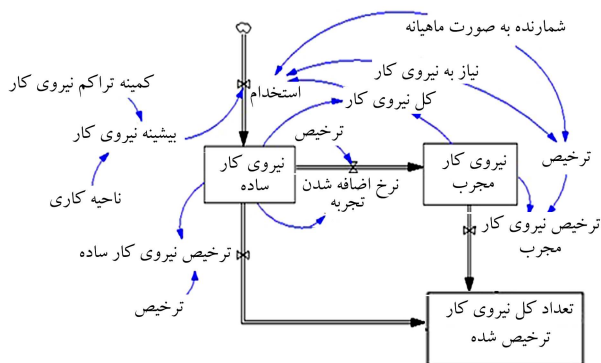 شمارنده به صورت ماهیانه
نیاز به نیروی کار
کمینه تراکم نیروی کار
استخدام
کل نیروی کار
بیشینه نیروی کار
ترخیص
ترخیص
نیروی کار
ساده
نرخ اضافه شدن
تجربه
نیروی کار
مجرب
ناحیه کاری
ترخیص نیروی کار
مجرب
ترخیص نیروی کار ساده
ترخیص
تعداد کل نیروی کار
ترخیص شده